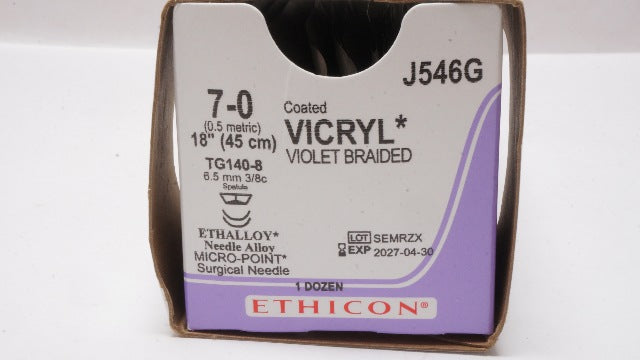 J546G
7-0
(0.5 metric)
18" (45 cm)
TG140-8
6.5 mm 3/8c
Spatula
ETHALLOY*
Needle Alloy
MICRO-POINT*
Surgical Needle
Coated
VICRYL*
VIOLET BRAIDED
LOT SEMRZX
EXP 2027-04-30
1 DOZEN
ETHICON®